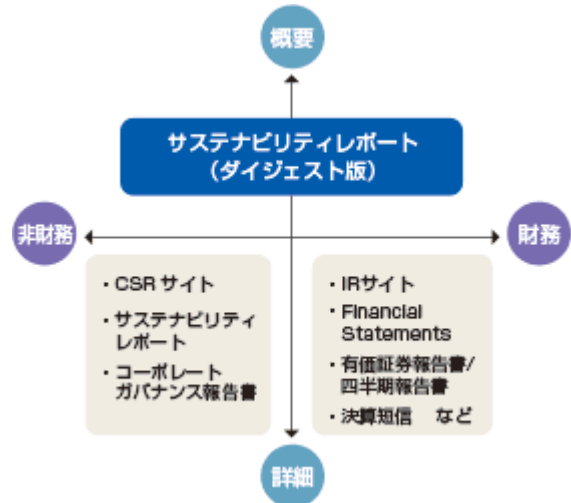 概要
サステナビリティレポート
（ダイジェスト版）
非財務
財務
・CSR サイト
・サステナビリティ
レポート
・コーポレート
ガバナンス報告書
・IRサイト
・Financial
Statements
・有価証券報告書/
四半期報告書
・決算短信　など
詳細